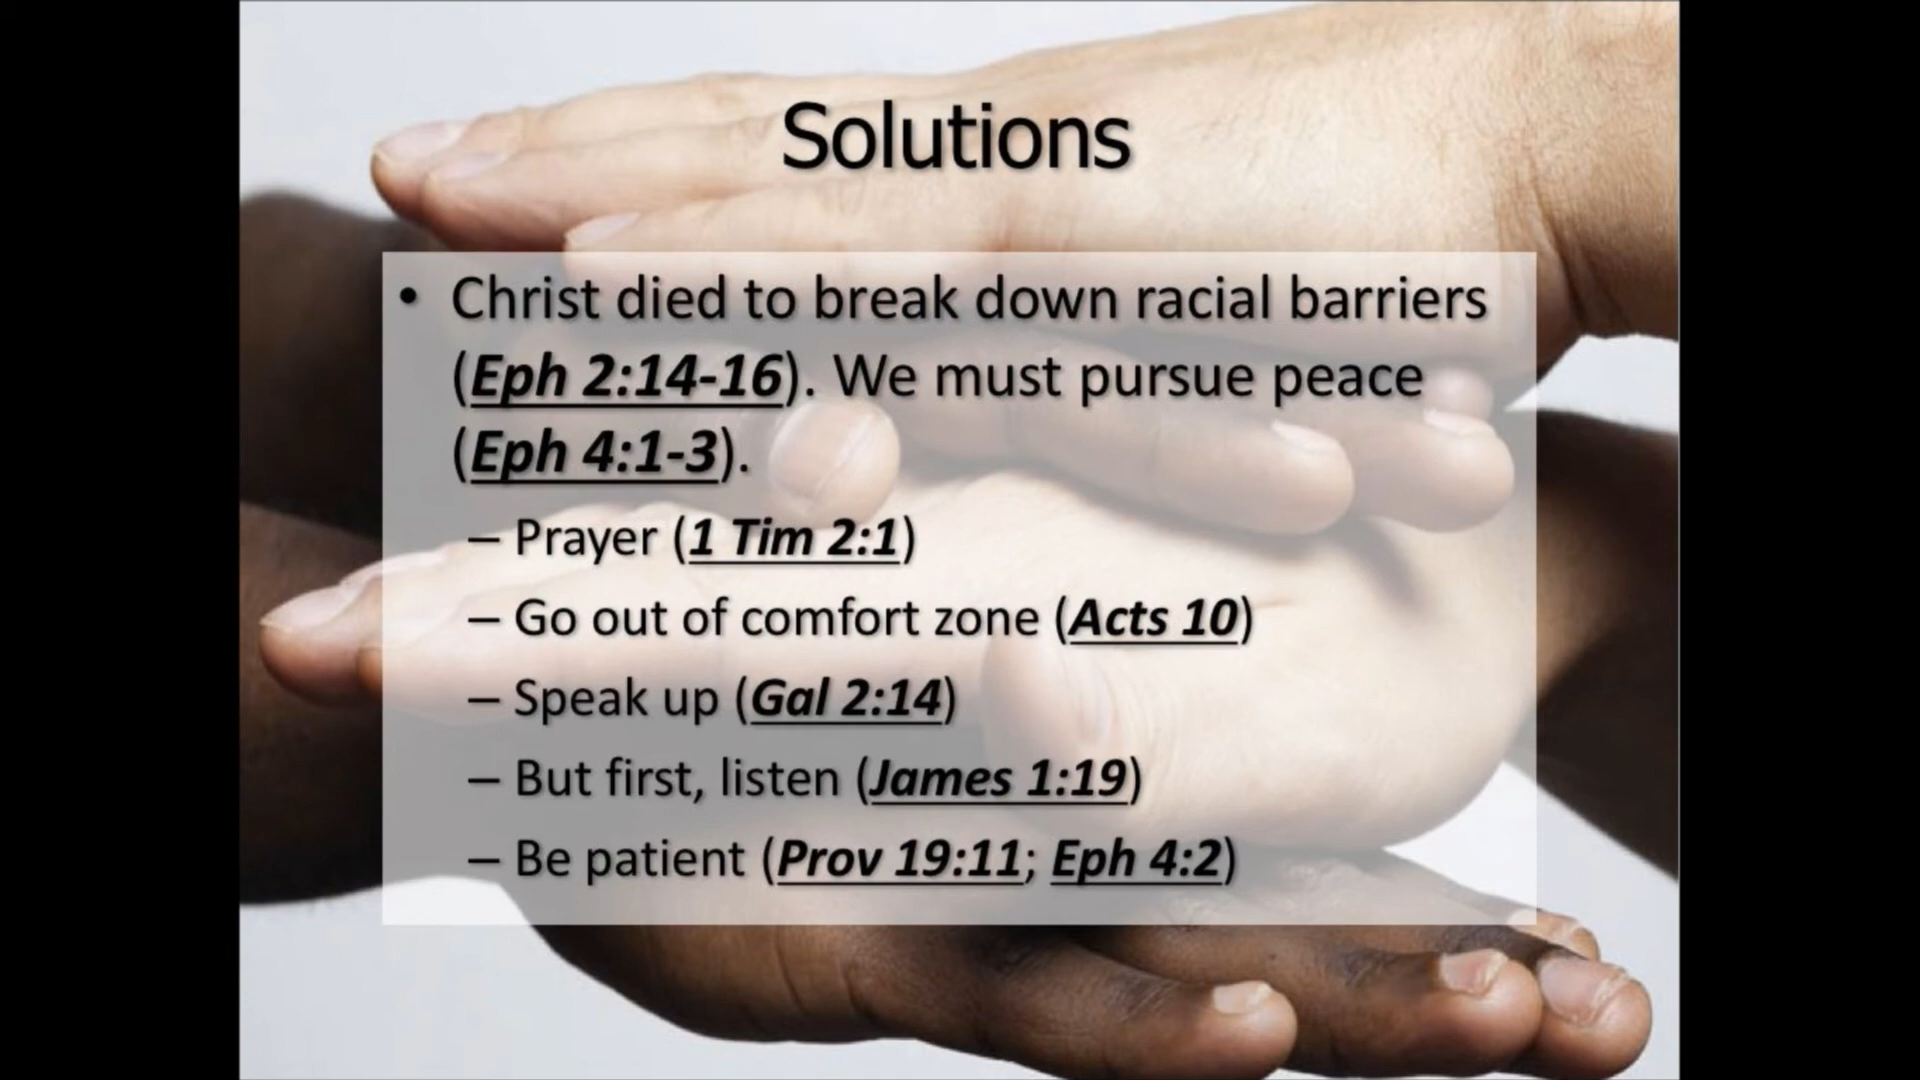 Solutions
• Christ died to break down racial barriers
(Eph 2:14-16). We must pursue peace
(Eph 4:1-3).
– Prayer (1 Tim 2:1)
– Go out of comfort zone (Acts 10)
– Speak up (Gal 2:14)
– But first, listen (James 1:19)
– Be patient (Prov 19:11; Eph 4:2)